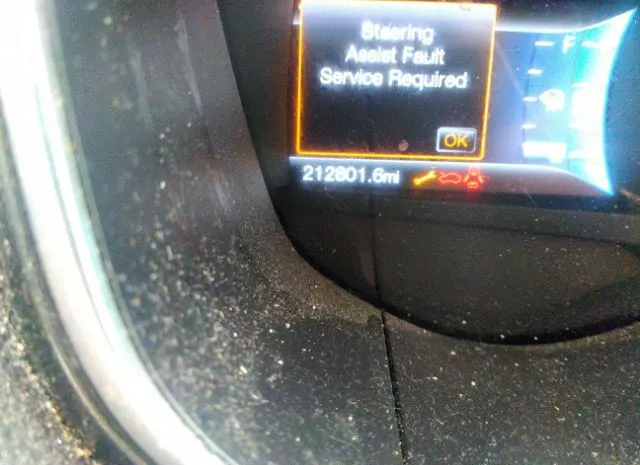 Steering
Assist Fault
Service Required
F
OK
212801.6mi